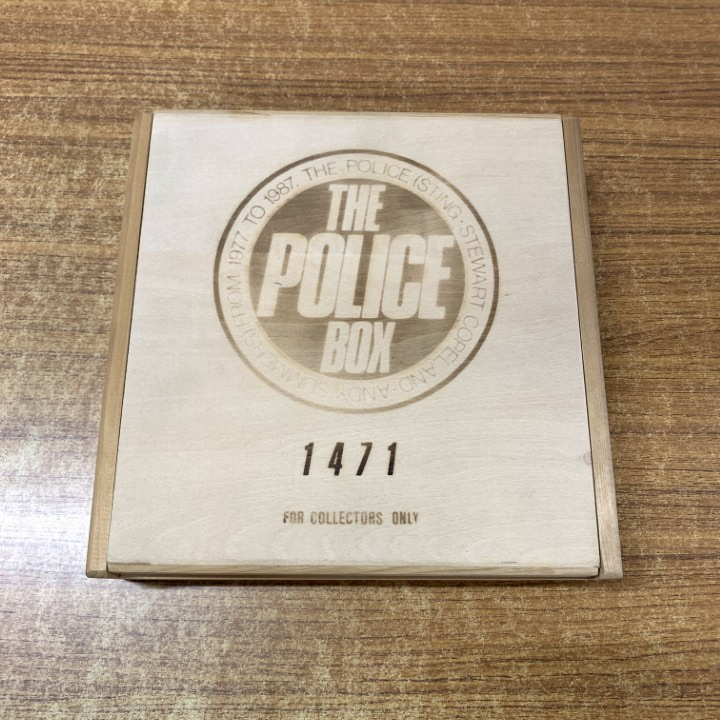 THE POLICE (STING · STEWART COPELAND · ANDY SUMMERS) FROM 1977 TO 1987.
THE
POLICE
BOX
1471
FOR COLLECTORS ONLY